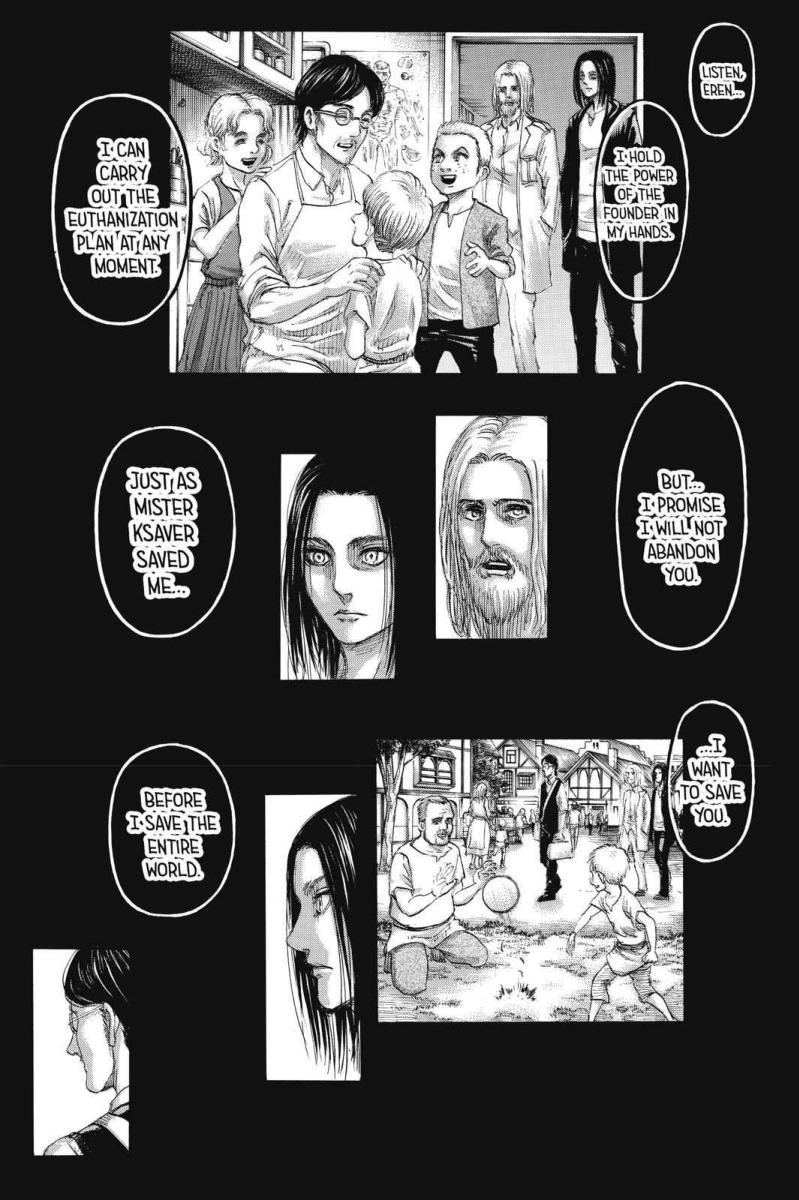 LISTEN,
EREN...
I HOLD
THE POWER
OF THE
FOUNDER IN
MY HANDS.
I CAN
CARRY
OUT THE
EUTHANIZATION
PLAN AT ANY
MOMENT.
BUT...
I PROMISE
I WILL NOT
ABANDON
YOU.
JUST AS
MISTER
KSAVER
SAVED
ME...
...I
WANT
TO SAVE
YOU.
BEFORE
I SAVE THE
ENTIRE
WORLD.